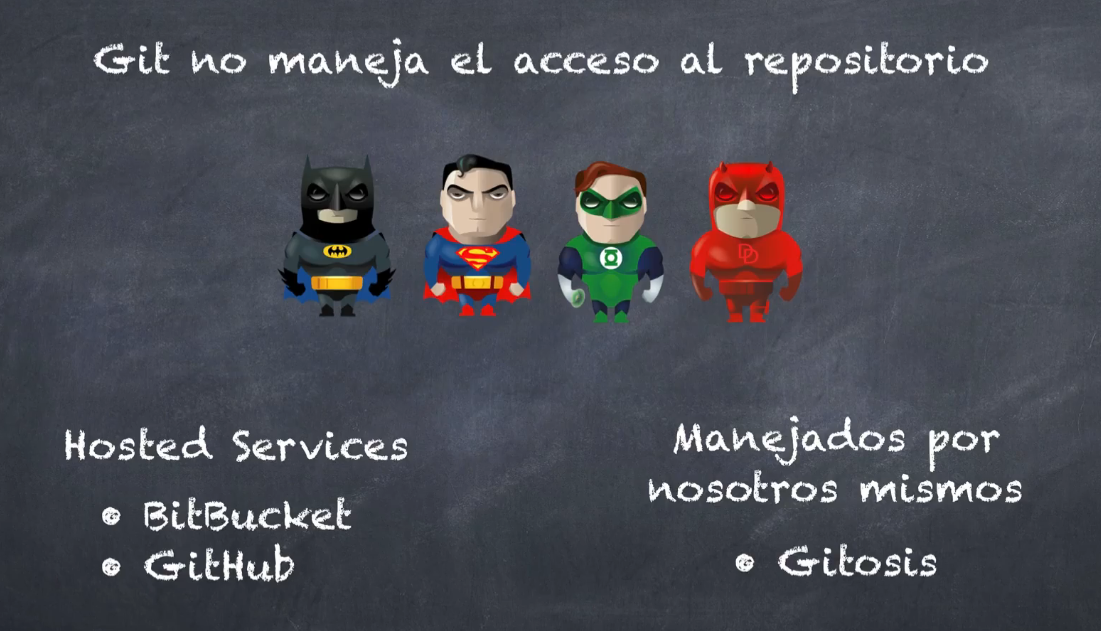 Git no maneja el acceso al repositorio
Hosted Services
• BitBucket
• GitHub
Manejados por
nosotros mismos
• Gitosis